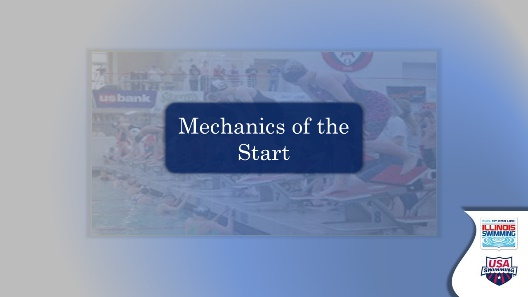 Mechanics of the
Start
usbank
ILLINOIS
SWIMMING
USA
SWIMMING